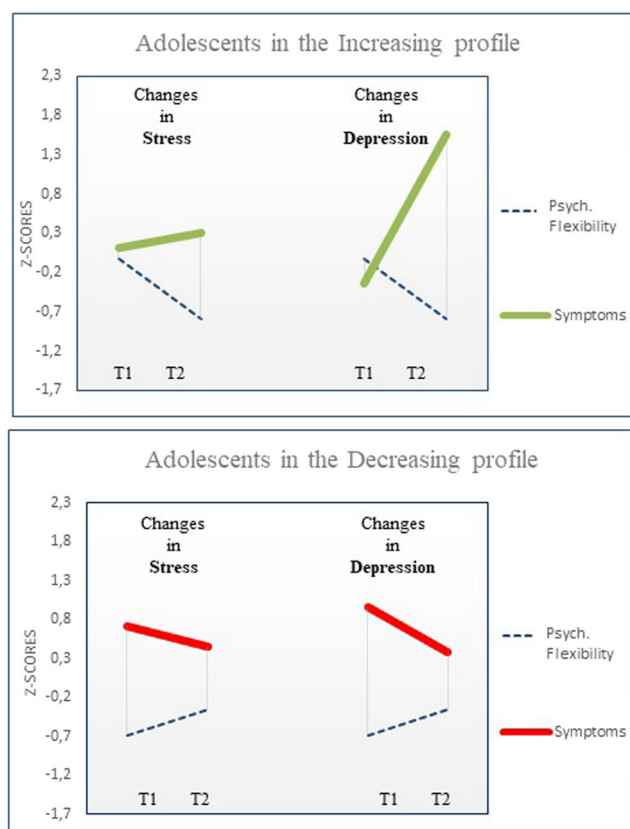 Adolescents in the Increasing profile
2,3
1,8
1,3
0,8
0,3
-0,2
-0,7
-1,2
-1,7
Z-SCORES
Changes
in
Stress
Changes
in
Depression
T1 T2
T1 T2
Psych.
Flexibility
Symptoms
Adolescents in the Decreasing profile
2,3
1,8
1,3
0,8
0,3
-0,2
-0,7
-1,2
-1,7
Z-SCORES
Changes
in
Stress
Changes
in
Depression
T1 T2
T1 T2
Psych.
Flexibility
Symptoms